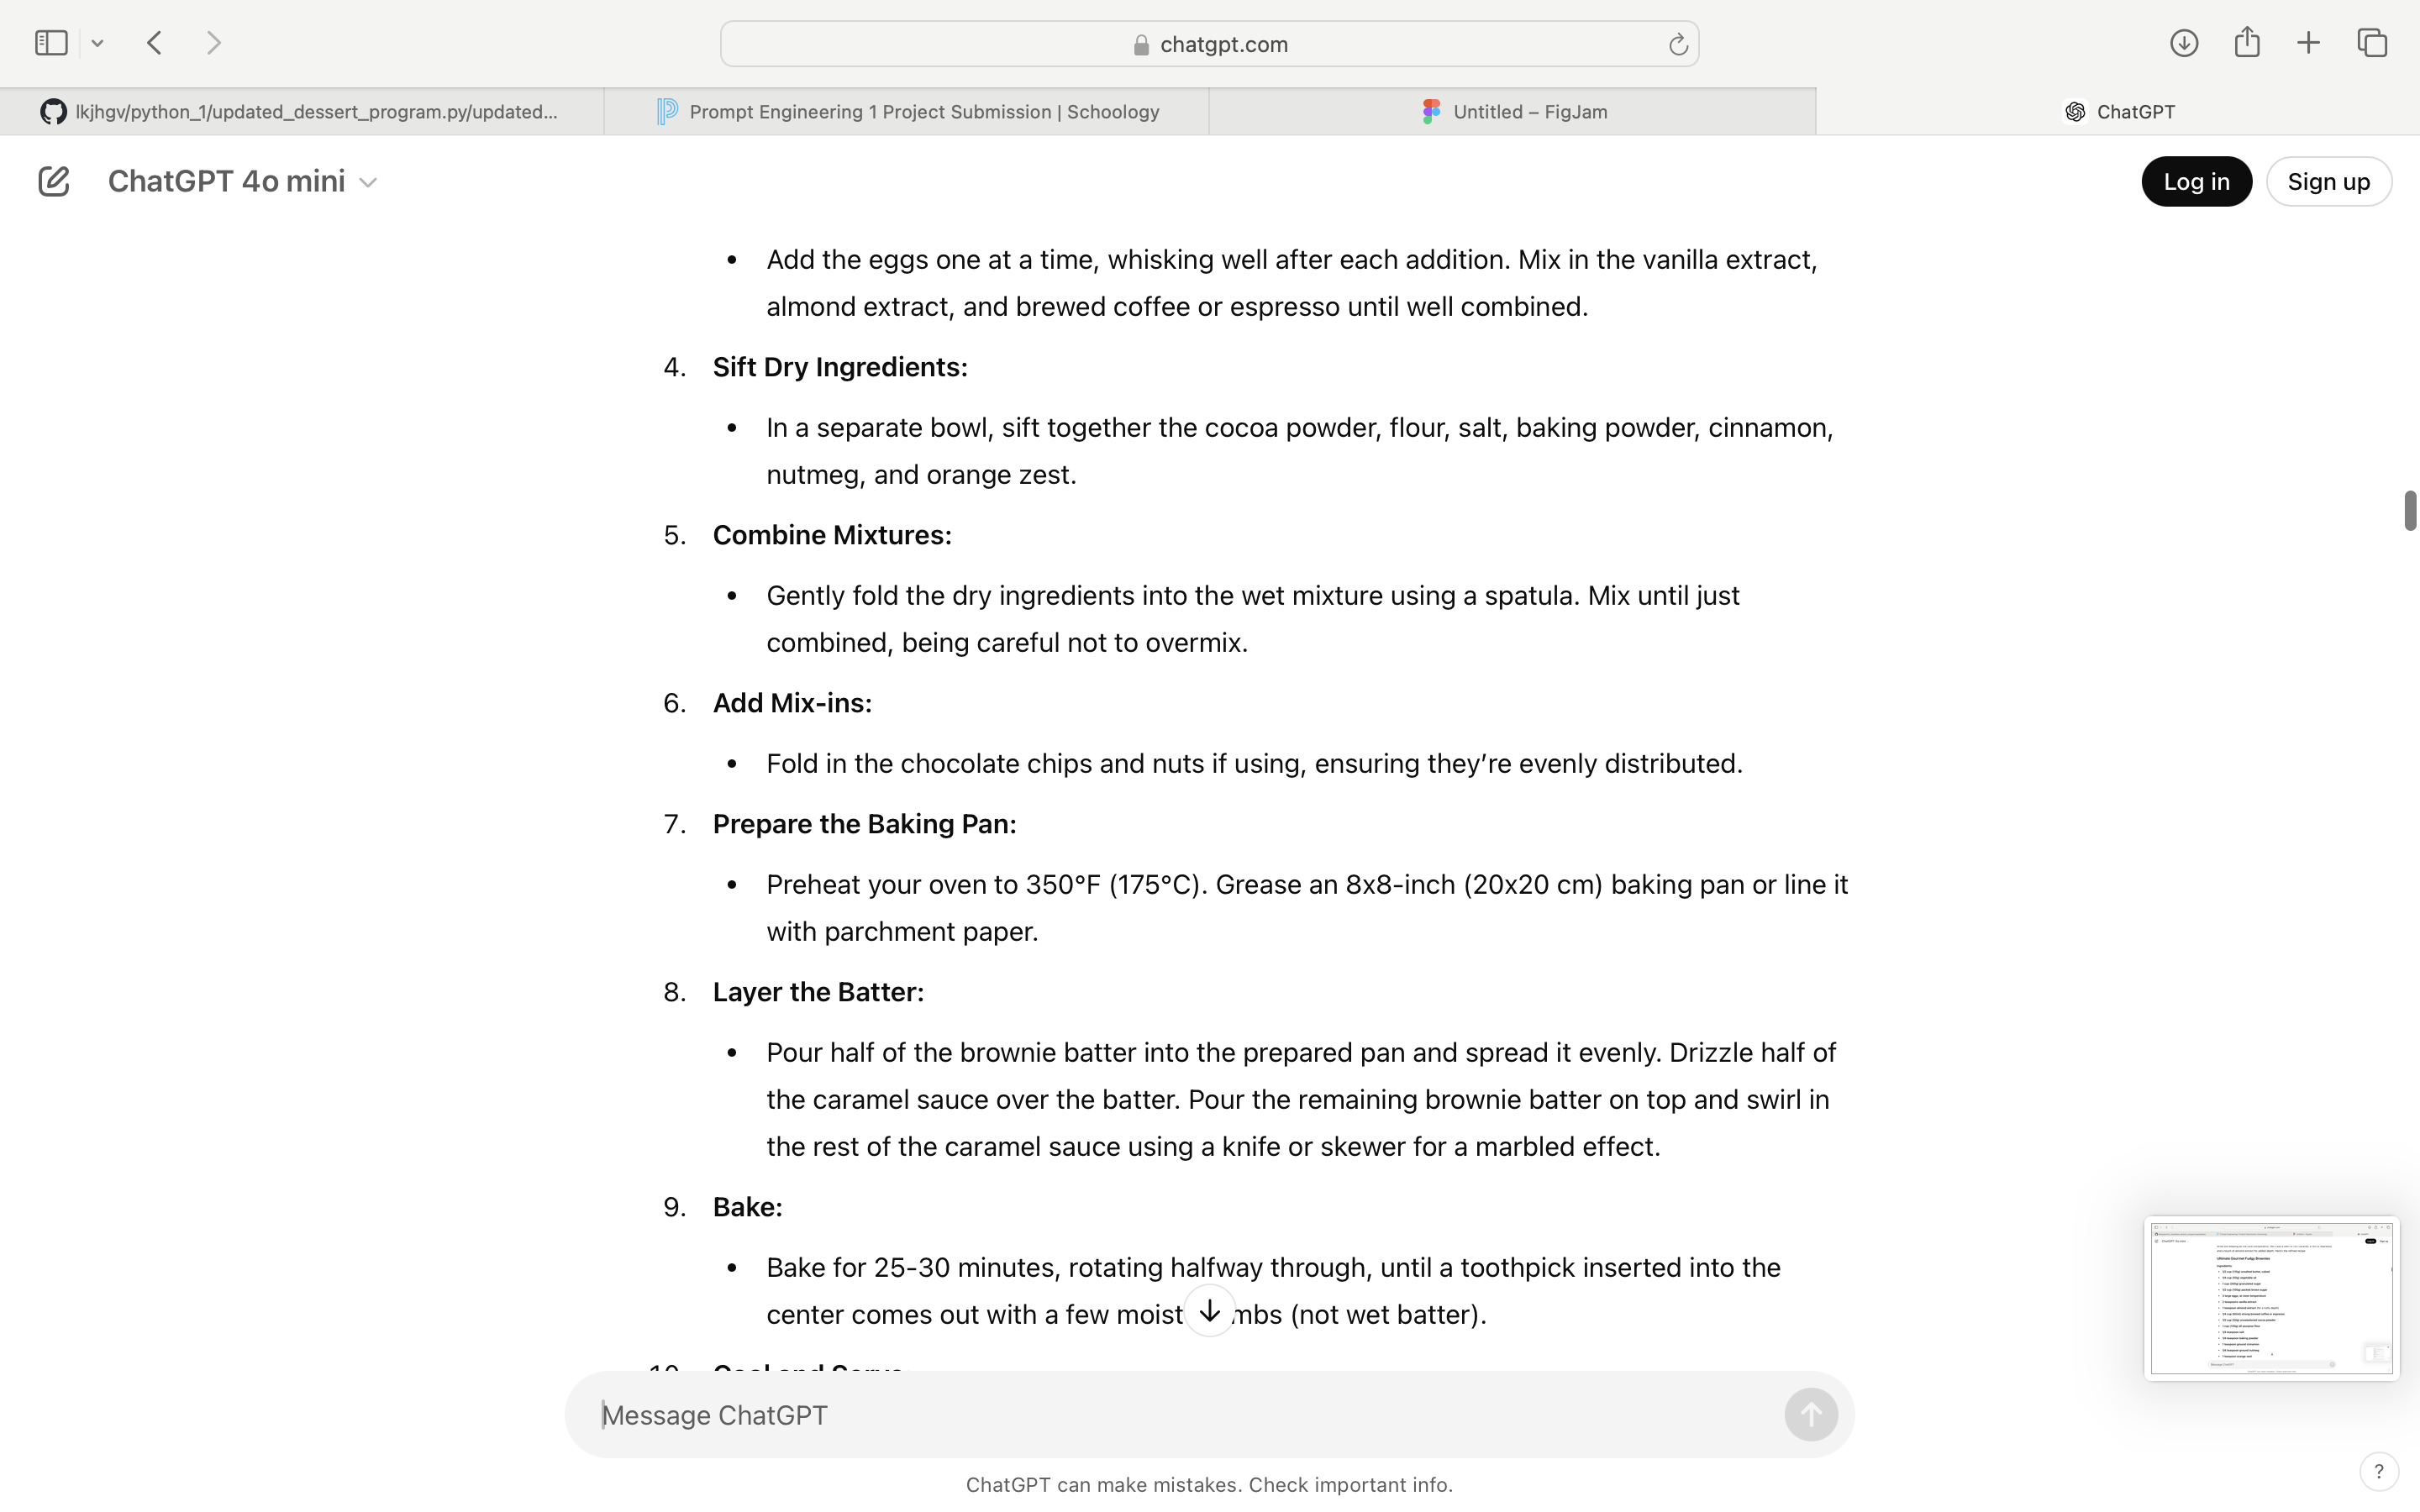 chatgpt.com
lkjhgv/python_1/updated_dessert_program.py/updated...
Prompt Engineering 1 Project Submission | Schoology
Untitled – FigJam
ChatGPT
ChatGPT 4o mini
Log in
Sign up
• Add the eggs one at a time, whisking well after each addition. Mix in the vanilla extract,
almond extract, and brewed coffee or espresso until well combined.
4. Sift Dry Ingredients:
• In a separate bowl, sift together the cocoa powder, flour, salt, baking powder, cinnamon,
nutmeg, and orange zest.
5. Combine Mixtures:
• Gently fold the dry ingredients into the wet mixture using a spatula. Mix until just
combined, being careful not to overmix.
6. Add Mix-ins:
• Fold in the chocolate chips and nuts if using, ensuring they’re evenly distributed.
7. Prepare the Baking Pan:
• Preheat your oven to 350°F (175°C). Grease an 8x8-inch (20x20 cm) baking pan or line it
with parchment paper.
8. Layer the Batter:
• Pour half of the brownie batter into the prepared pan and spread it evenly. Drizzle half of
the caramel sauce over the batter. Pour the remaining brownie batter on top and swirl in
the rest of the caramel sauce using a knife or skewer for a marbled effect.
9. Bake:
• Bake for 25-30 minutes, rotating halfway through, until a toothpick inserted into the
center comes out with a few moist mbs (not wet batter).
10. Cool and Serve
Message ChatGPT
ChatGPT can make mistakes. Check important info.
?